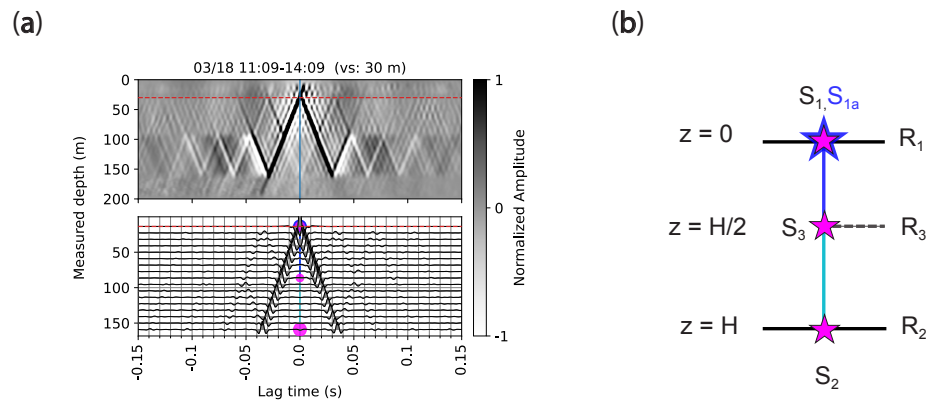 (a)
03/18 11:09-14:09 (vs: 30 m)
0
50
100
150
200
50
100
150
Measured depth (m)
-0.15
-0.10
-0.05
0.0
0.05
0.10
0.15
Lag time (s)
1
0
-1
Normalized Amplitude
(b)
S1,S1a
z = 0
R1
z = H/2
S3
R3
z = H
R2
S2